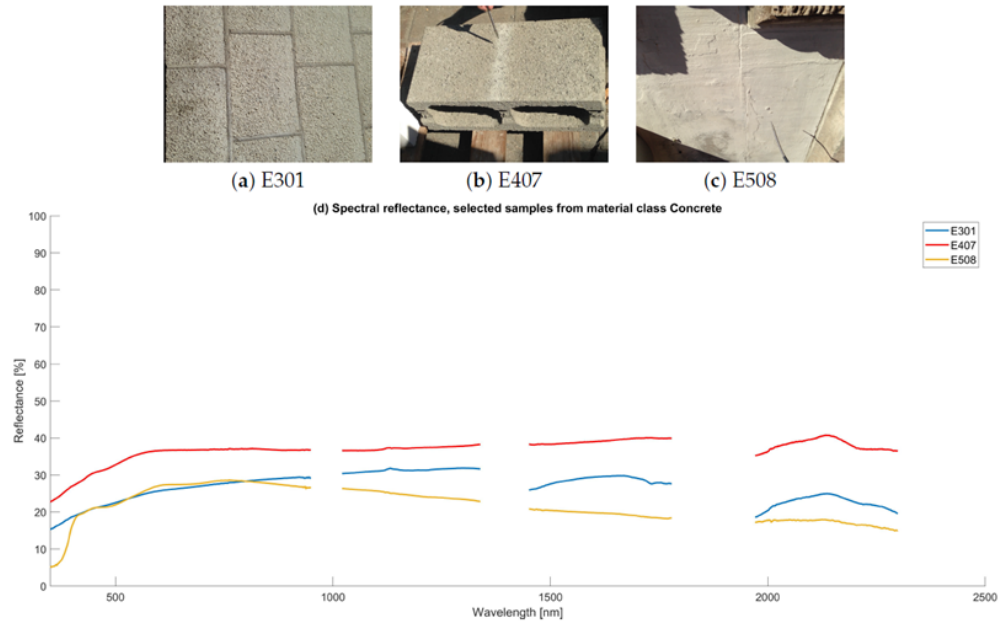 (a) E301
(b) E407
(c) E508
(d) Spectral reflectance, selected samples from material class Concrete
E301
E407
E508
Reflectance [%]
100
90
80
70
60
50
40
30
20
10
0
500
1000
1500
2000
2500
Wavelength [nm]